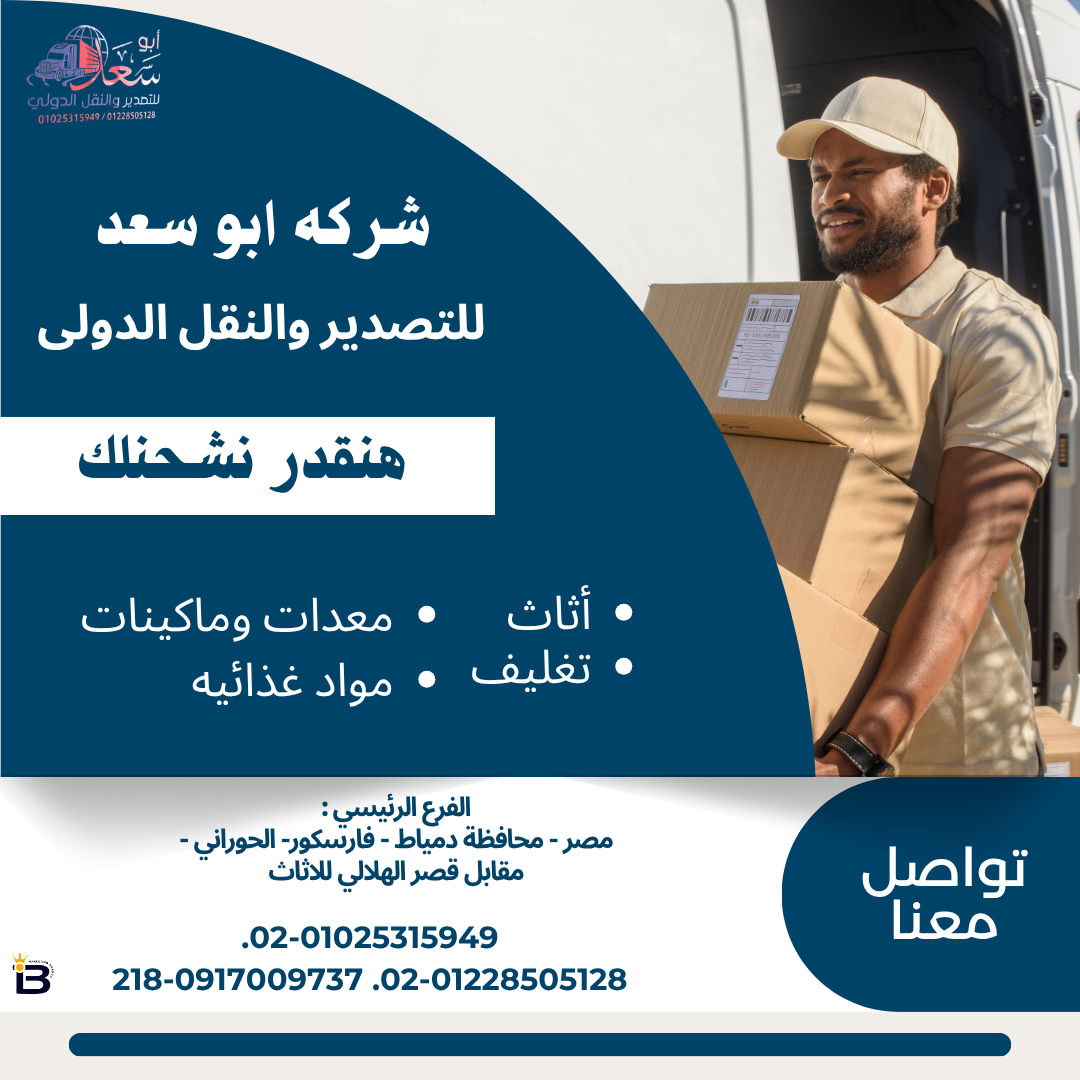 أبو
سعد
للتصدير والنقل الدولي
01025315949 / 01228505128
شركه ابو سعد
للتصدير والنقل الدولى
هنقدر نشحنلك
أثاث
تغليف
معدات وماكينات
مواد غذائيه
الفرع الرئيسي :
مصر - محافظة دمياط - فارسكور- الحوراني -
مقابل قصر الهلالي للاثاث
.02-01025315949
218-0917009737 .02-01228505128
تواصل
معنا
B